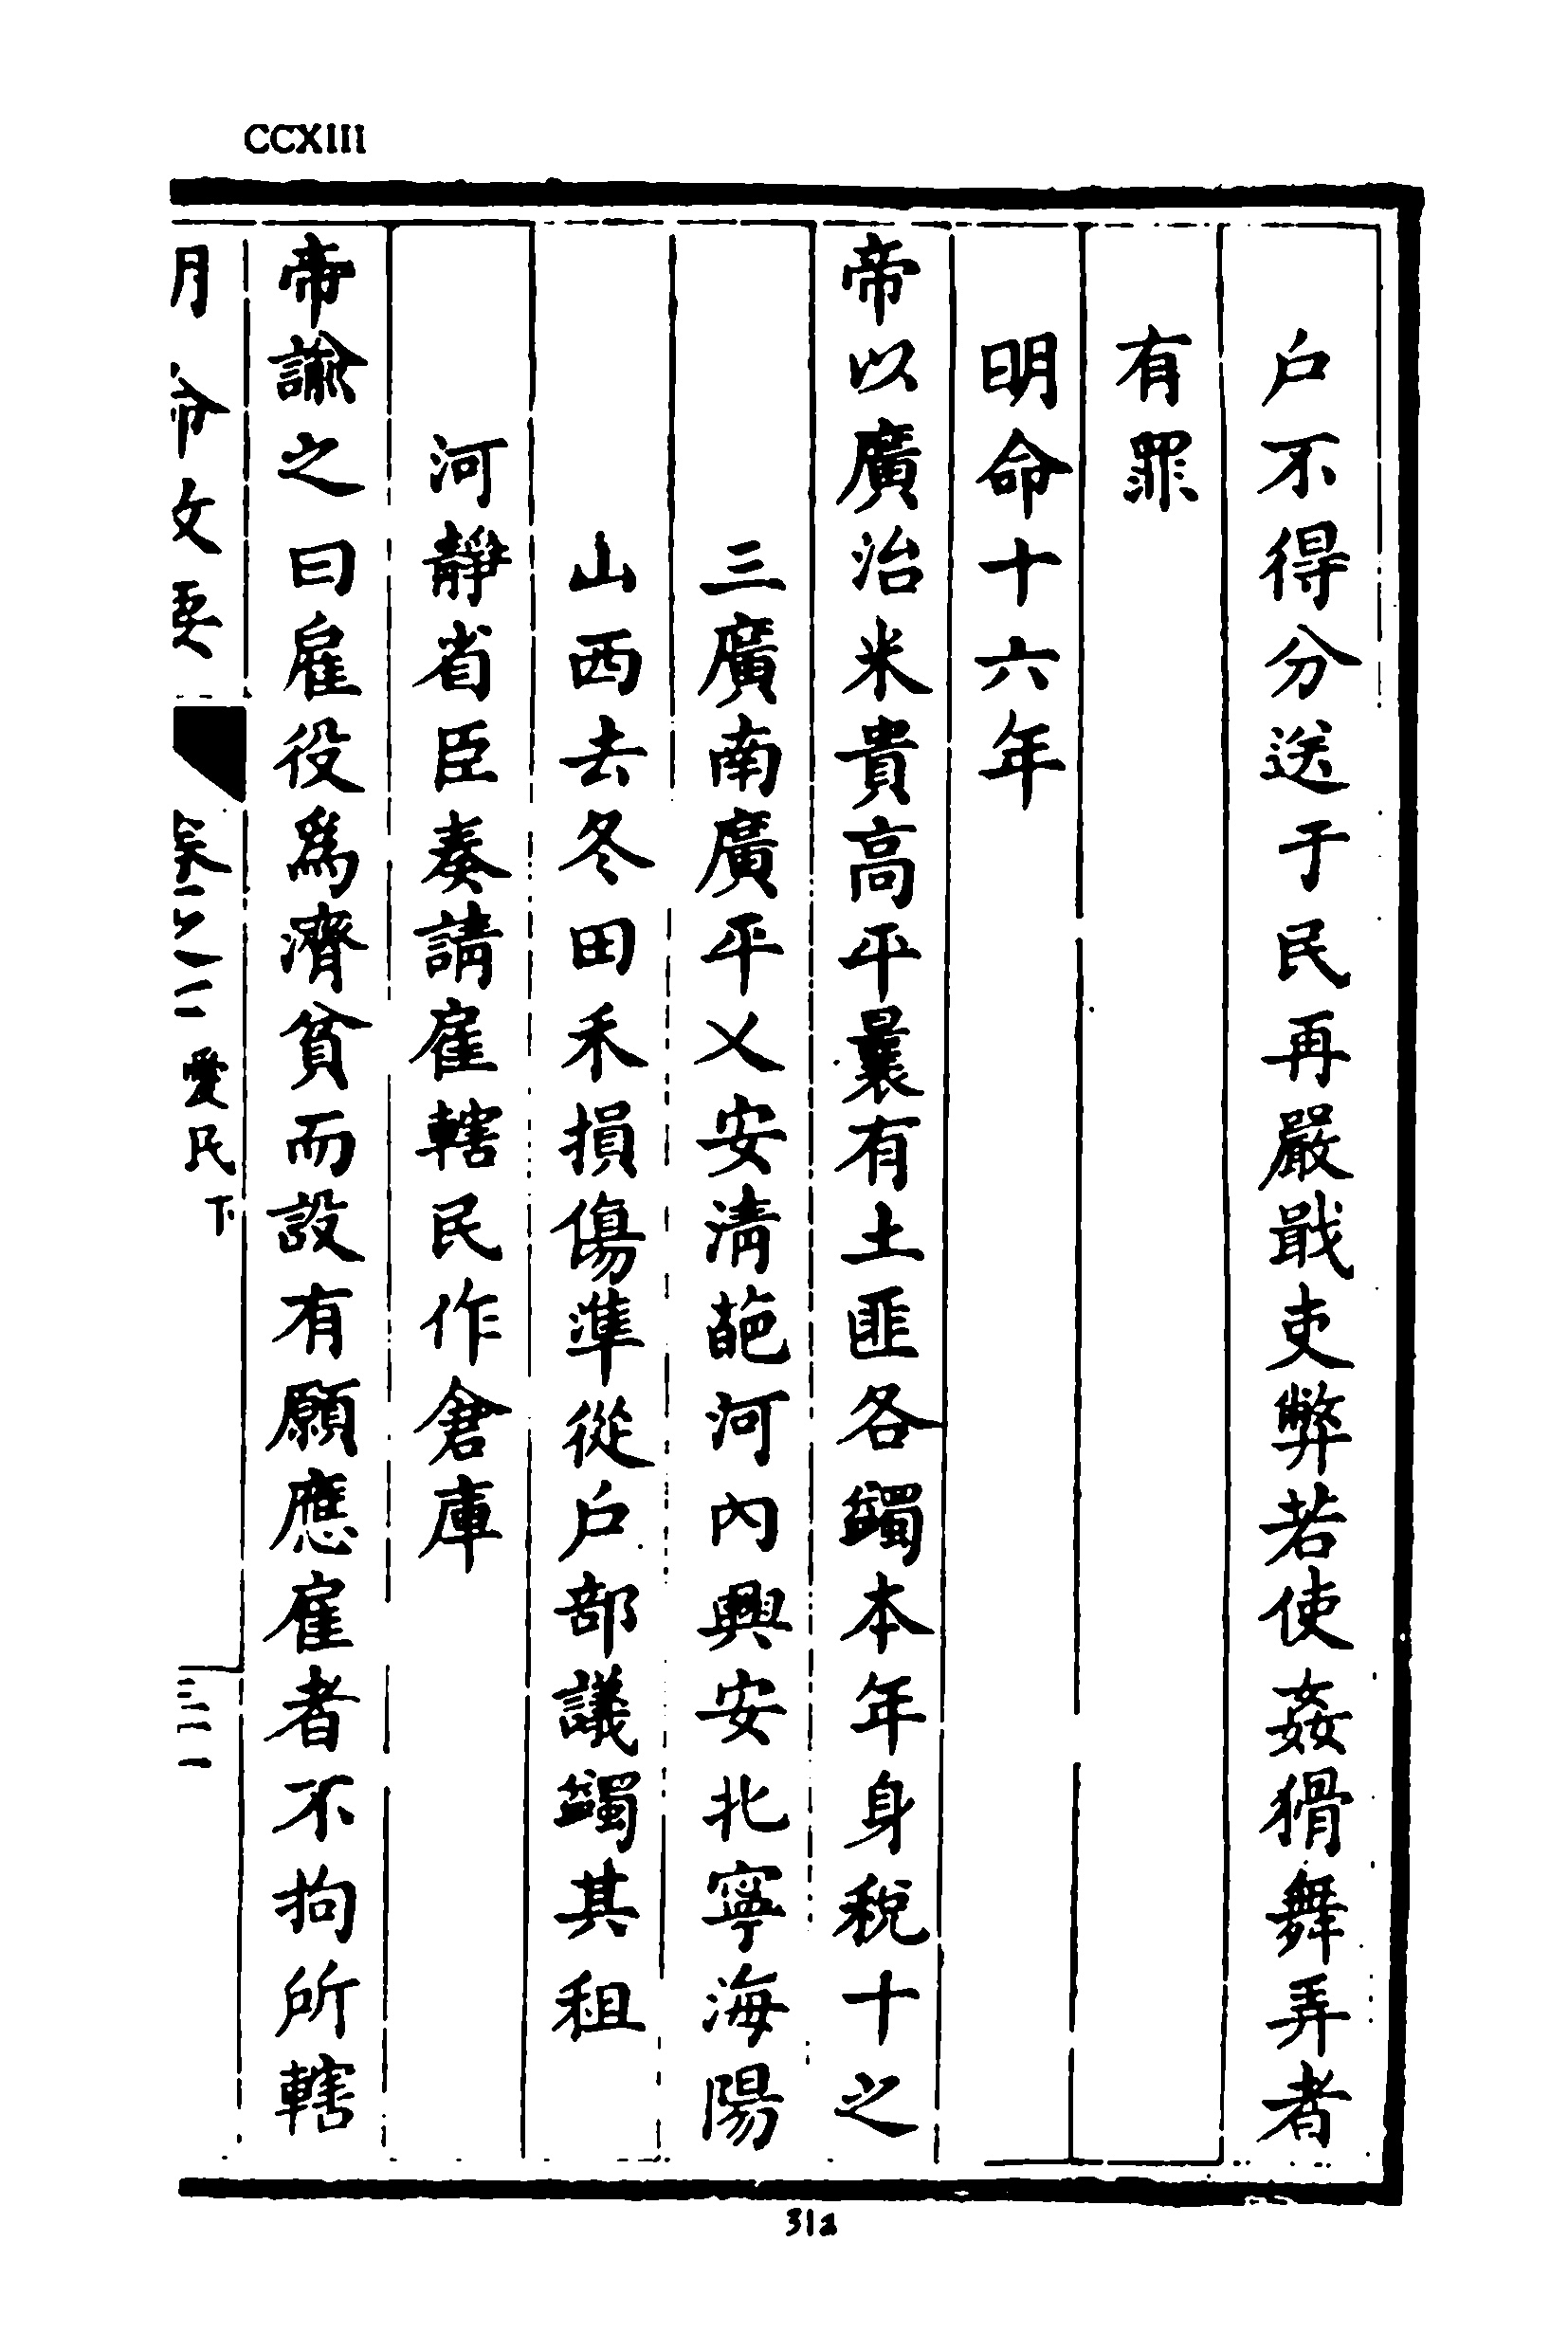 CCXIII
户不得分送于民再嚴戢吏弊若使姦猾舞弄者
有罪
明命十六年
帝以廣治米貴高平曩有土匪各蠲本年身稅十之
三廣南廣平乂安清葩河內興安北寧海陽
山西去冬田禾損傷準從户部議蠲其租
河靜省臣奏請雇轄民作倉庫
帝諭之曰雇役爲濟貧而設有願應雇者不拘所轄
明命政要 卷之二 愛民下 三一
31a